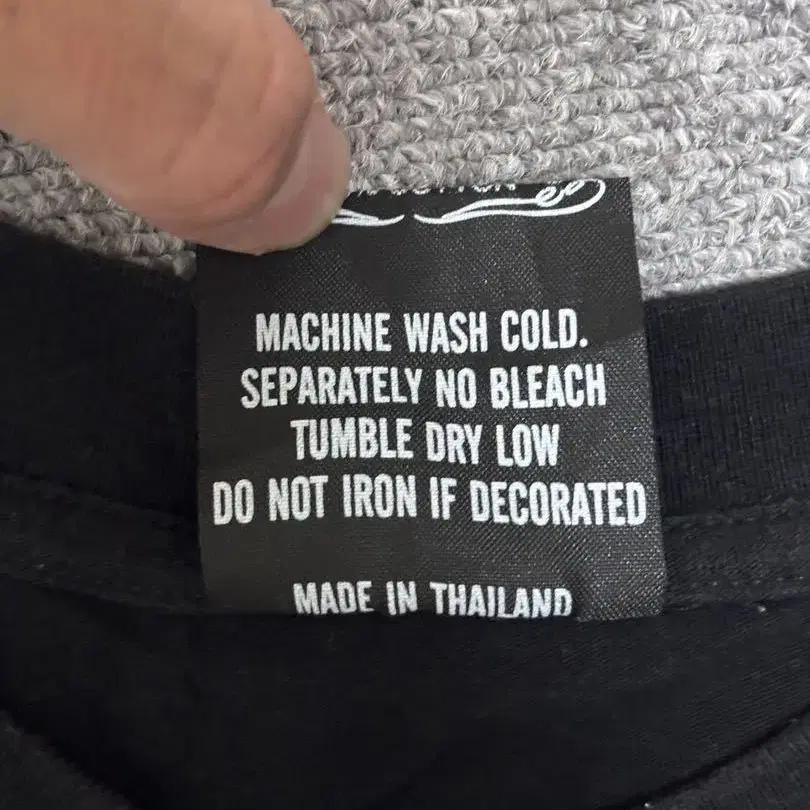 MACHINE WASH COLD.
SEPARATELY NO BLEACH
TUMBLE DRY LOW
DO NOT IRON IF DECORATED
MADE IN THAILAND